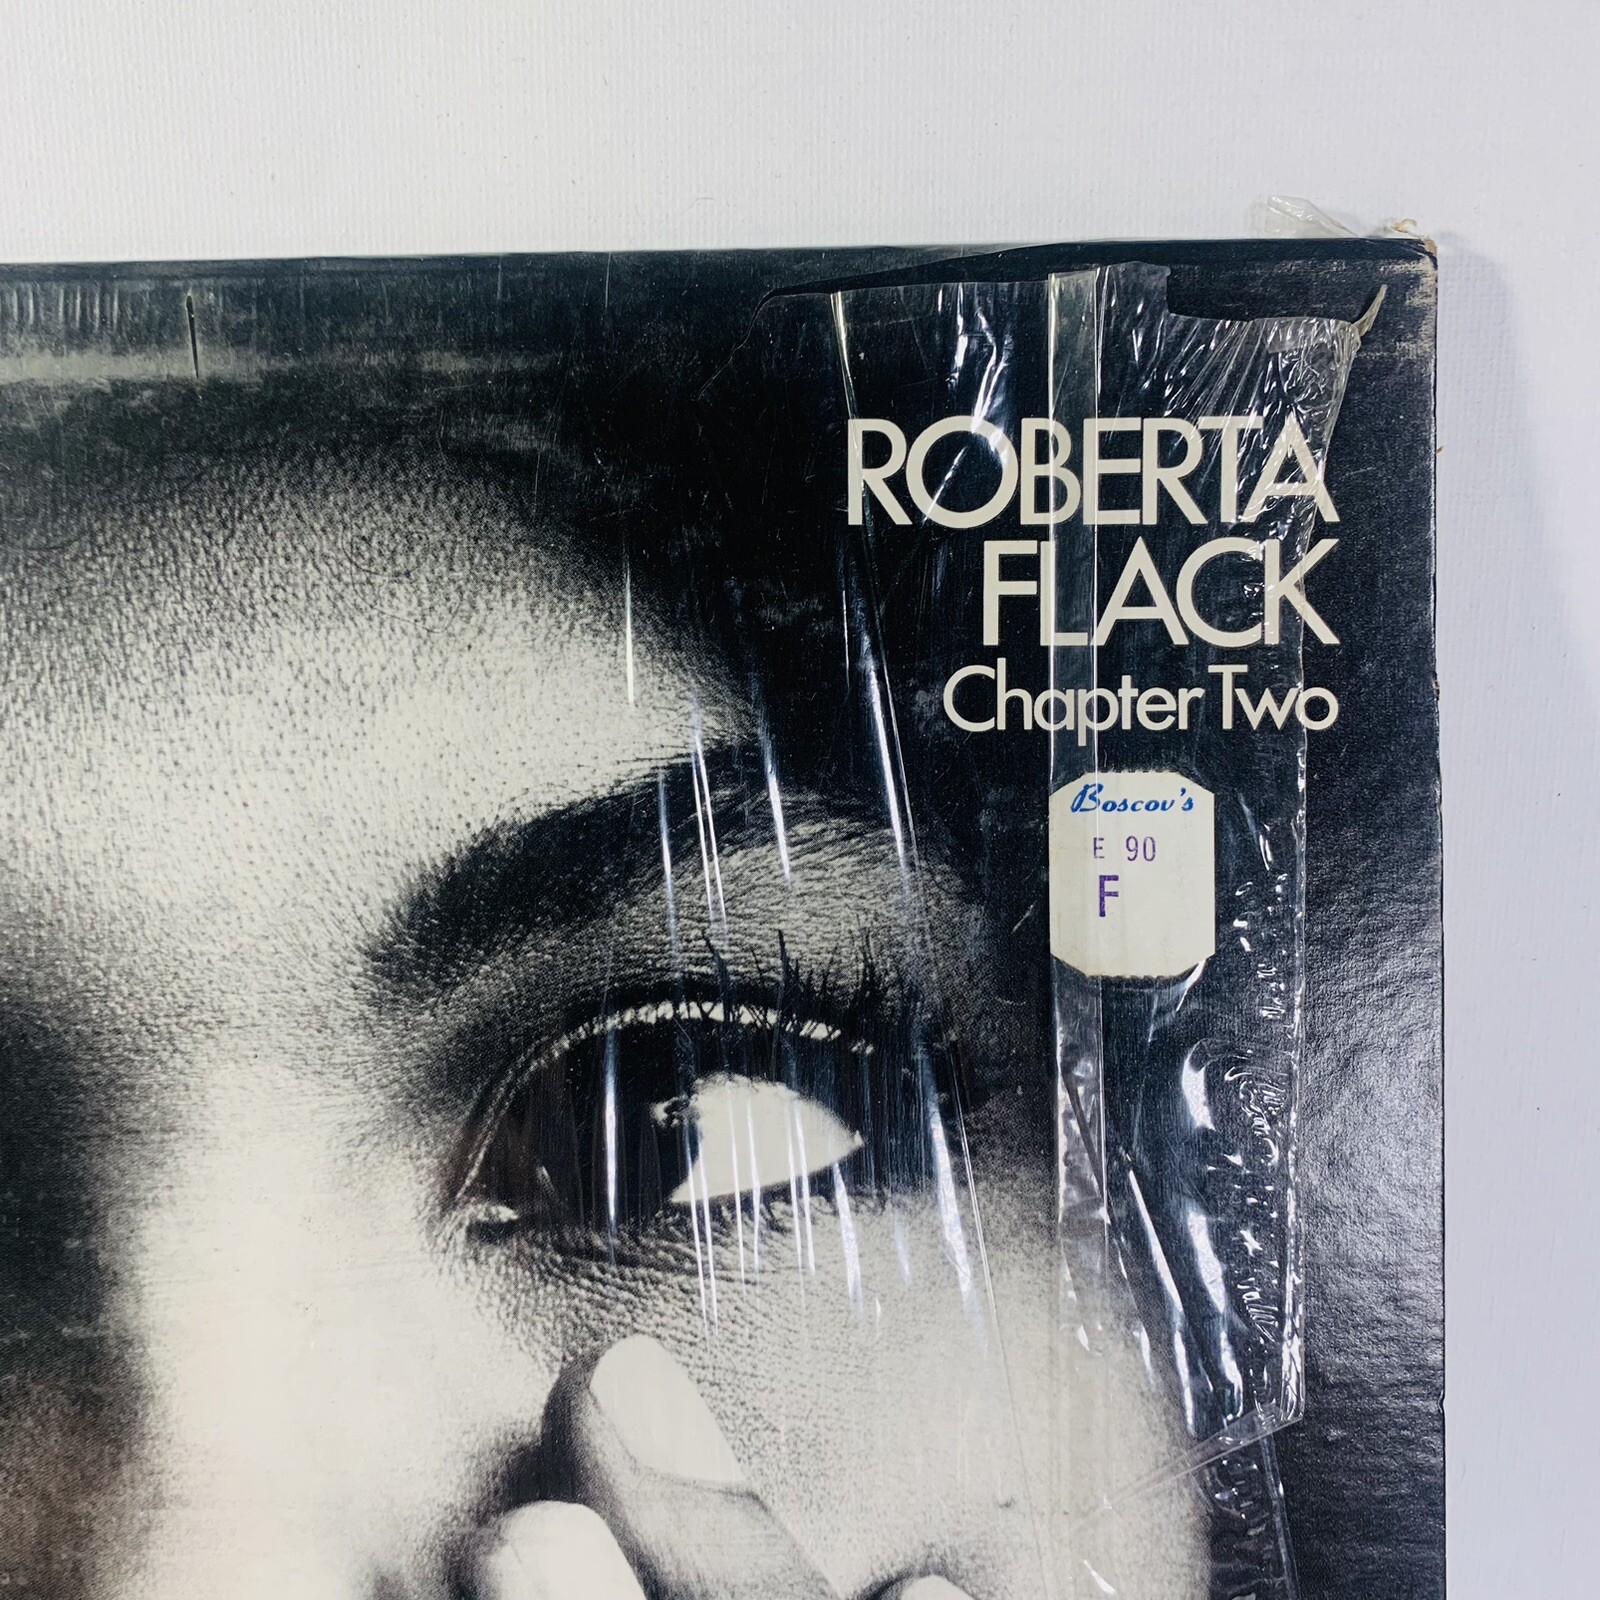 ROBERTA
FLACK
Chapter Two
Boscov's
E 90
F